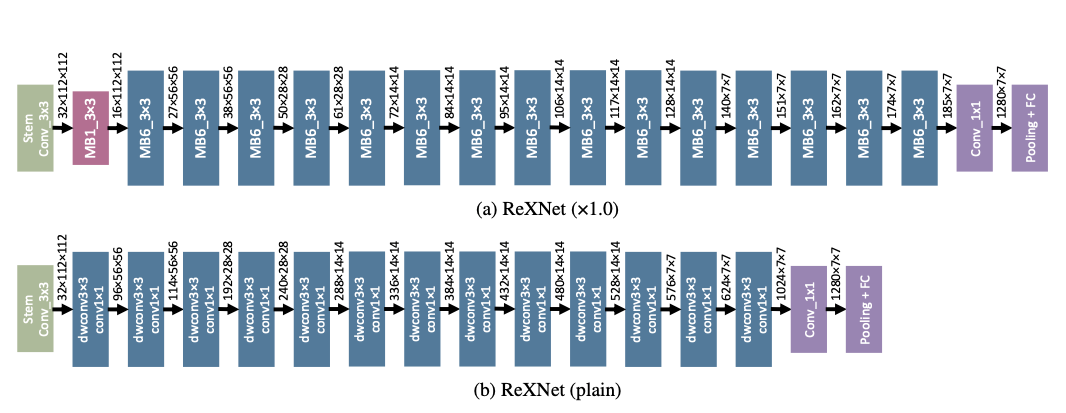 Stem
Conv_3x3
32×112×112
MB1_3×3
16×112×112
MB6_3×3
27×56×56
MB6_3×3
38×56×56
MB6_3×3
50×28×28
MB6_3×3
61×28×28
MB6_3×3
72×14×14
MB6_3×3
84×14×14
MB6_3×3
95×14×14
MB6_3×3
106×14×14
MB6_3×3
117×14×14
MB6_3×3
128×14×14
MB6_3×3
140×7×7
MB6_3×3
151×7×7
MB6_3×3
162×7×7
MB6_3×3
174×7×7
MB6_3×3
185×7×7
Conv_1x1
1280×7×7
Pooling + FC
(a) ReXNet (×1.0)
Stem
Conv_3x3
32×112×112
dwconv3×3
conv1×1
96×56×56
dwconv3×3
conv1×1
114×56×56
dwconv3×3
conv1×1
192×28×28
dwconv3×3
conv1×1
240×28×28
dwconv3×3
conv1×1
288×14×14
dwconv3×3
conv1×1
336×14×14
dwconv3×3
conv1×1
384×14×14
dwconv3×3
conv1×1
432×14×14
dwconv3×3
conv1×1
480×14×14
dwconv3×3
conv1×1
528×14×14
dwconv3×3
conv1×1
576×7×7
dwconv3×3
conv1×1
624×7×7
dwconv3×3
conv1×1
1024×7×7
Conv_1x1
1280×7×7
Pooling + FC
(b) ReXNet (plain)